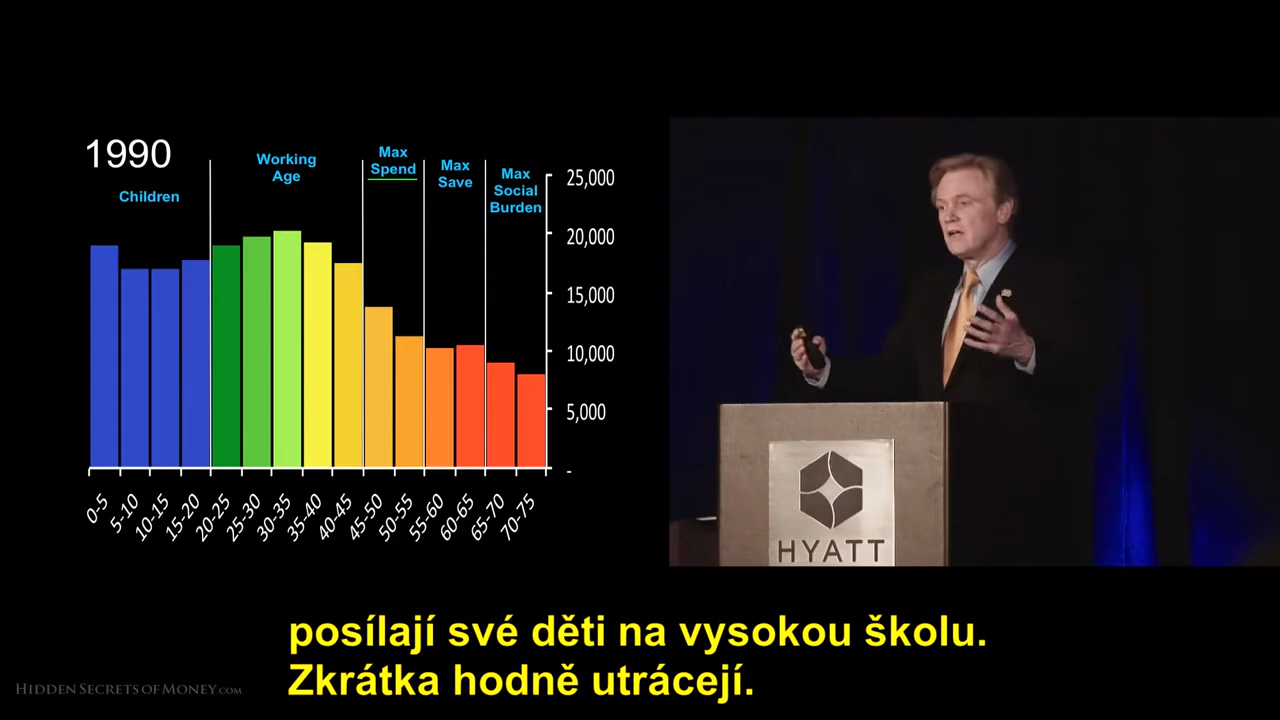 1990
Children
Working
Age
Max
Spend
Max
Save
Max
Social
Burden
25,000
20,000
15,000
10,000
5,000
-
0-5
5-10
10-15
15-20
20-25
25-30
30-35
35-40
40-45
45-50
50-55
55-60
60-65
65-70
70-75
HYATT
posílají své děti na vysokou školu.
Zkrátka hodně utrácejí.
HIDDEN SECRETS OF MONEY.COM